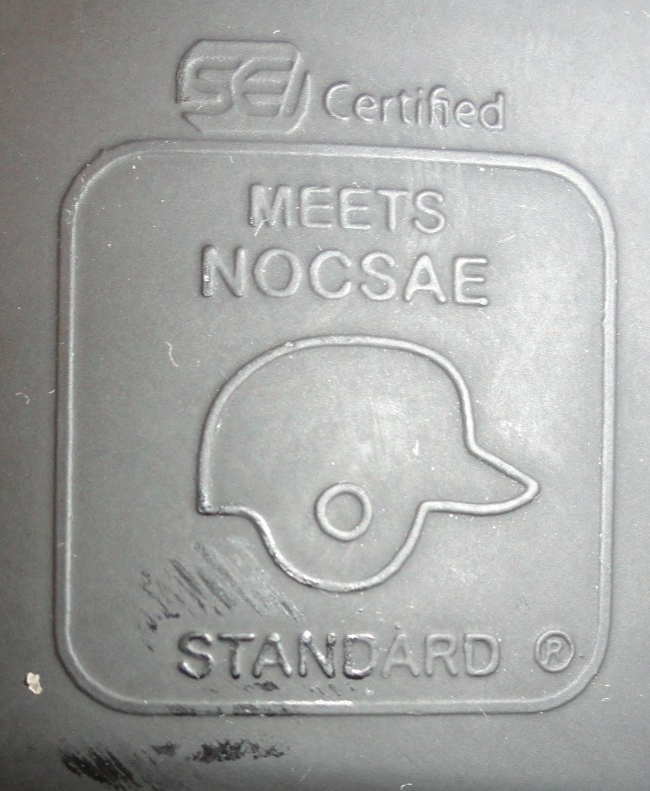 SEI Certified
MEETS
NOCSAE
STANDARD ®